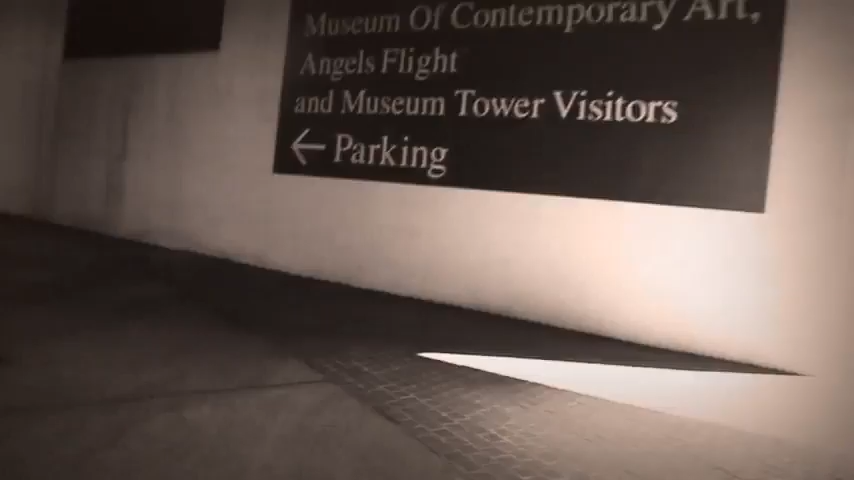 Museum Of Contemporary Art,
Angels Flight
and Museum Tower Visitors
← Parking